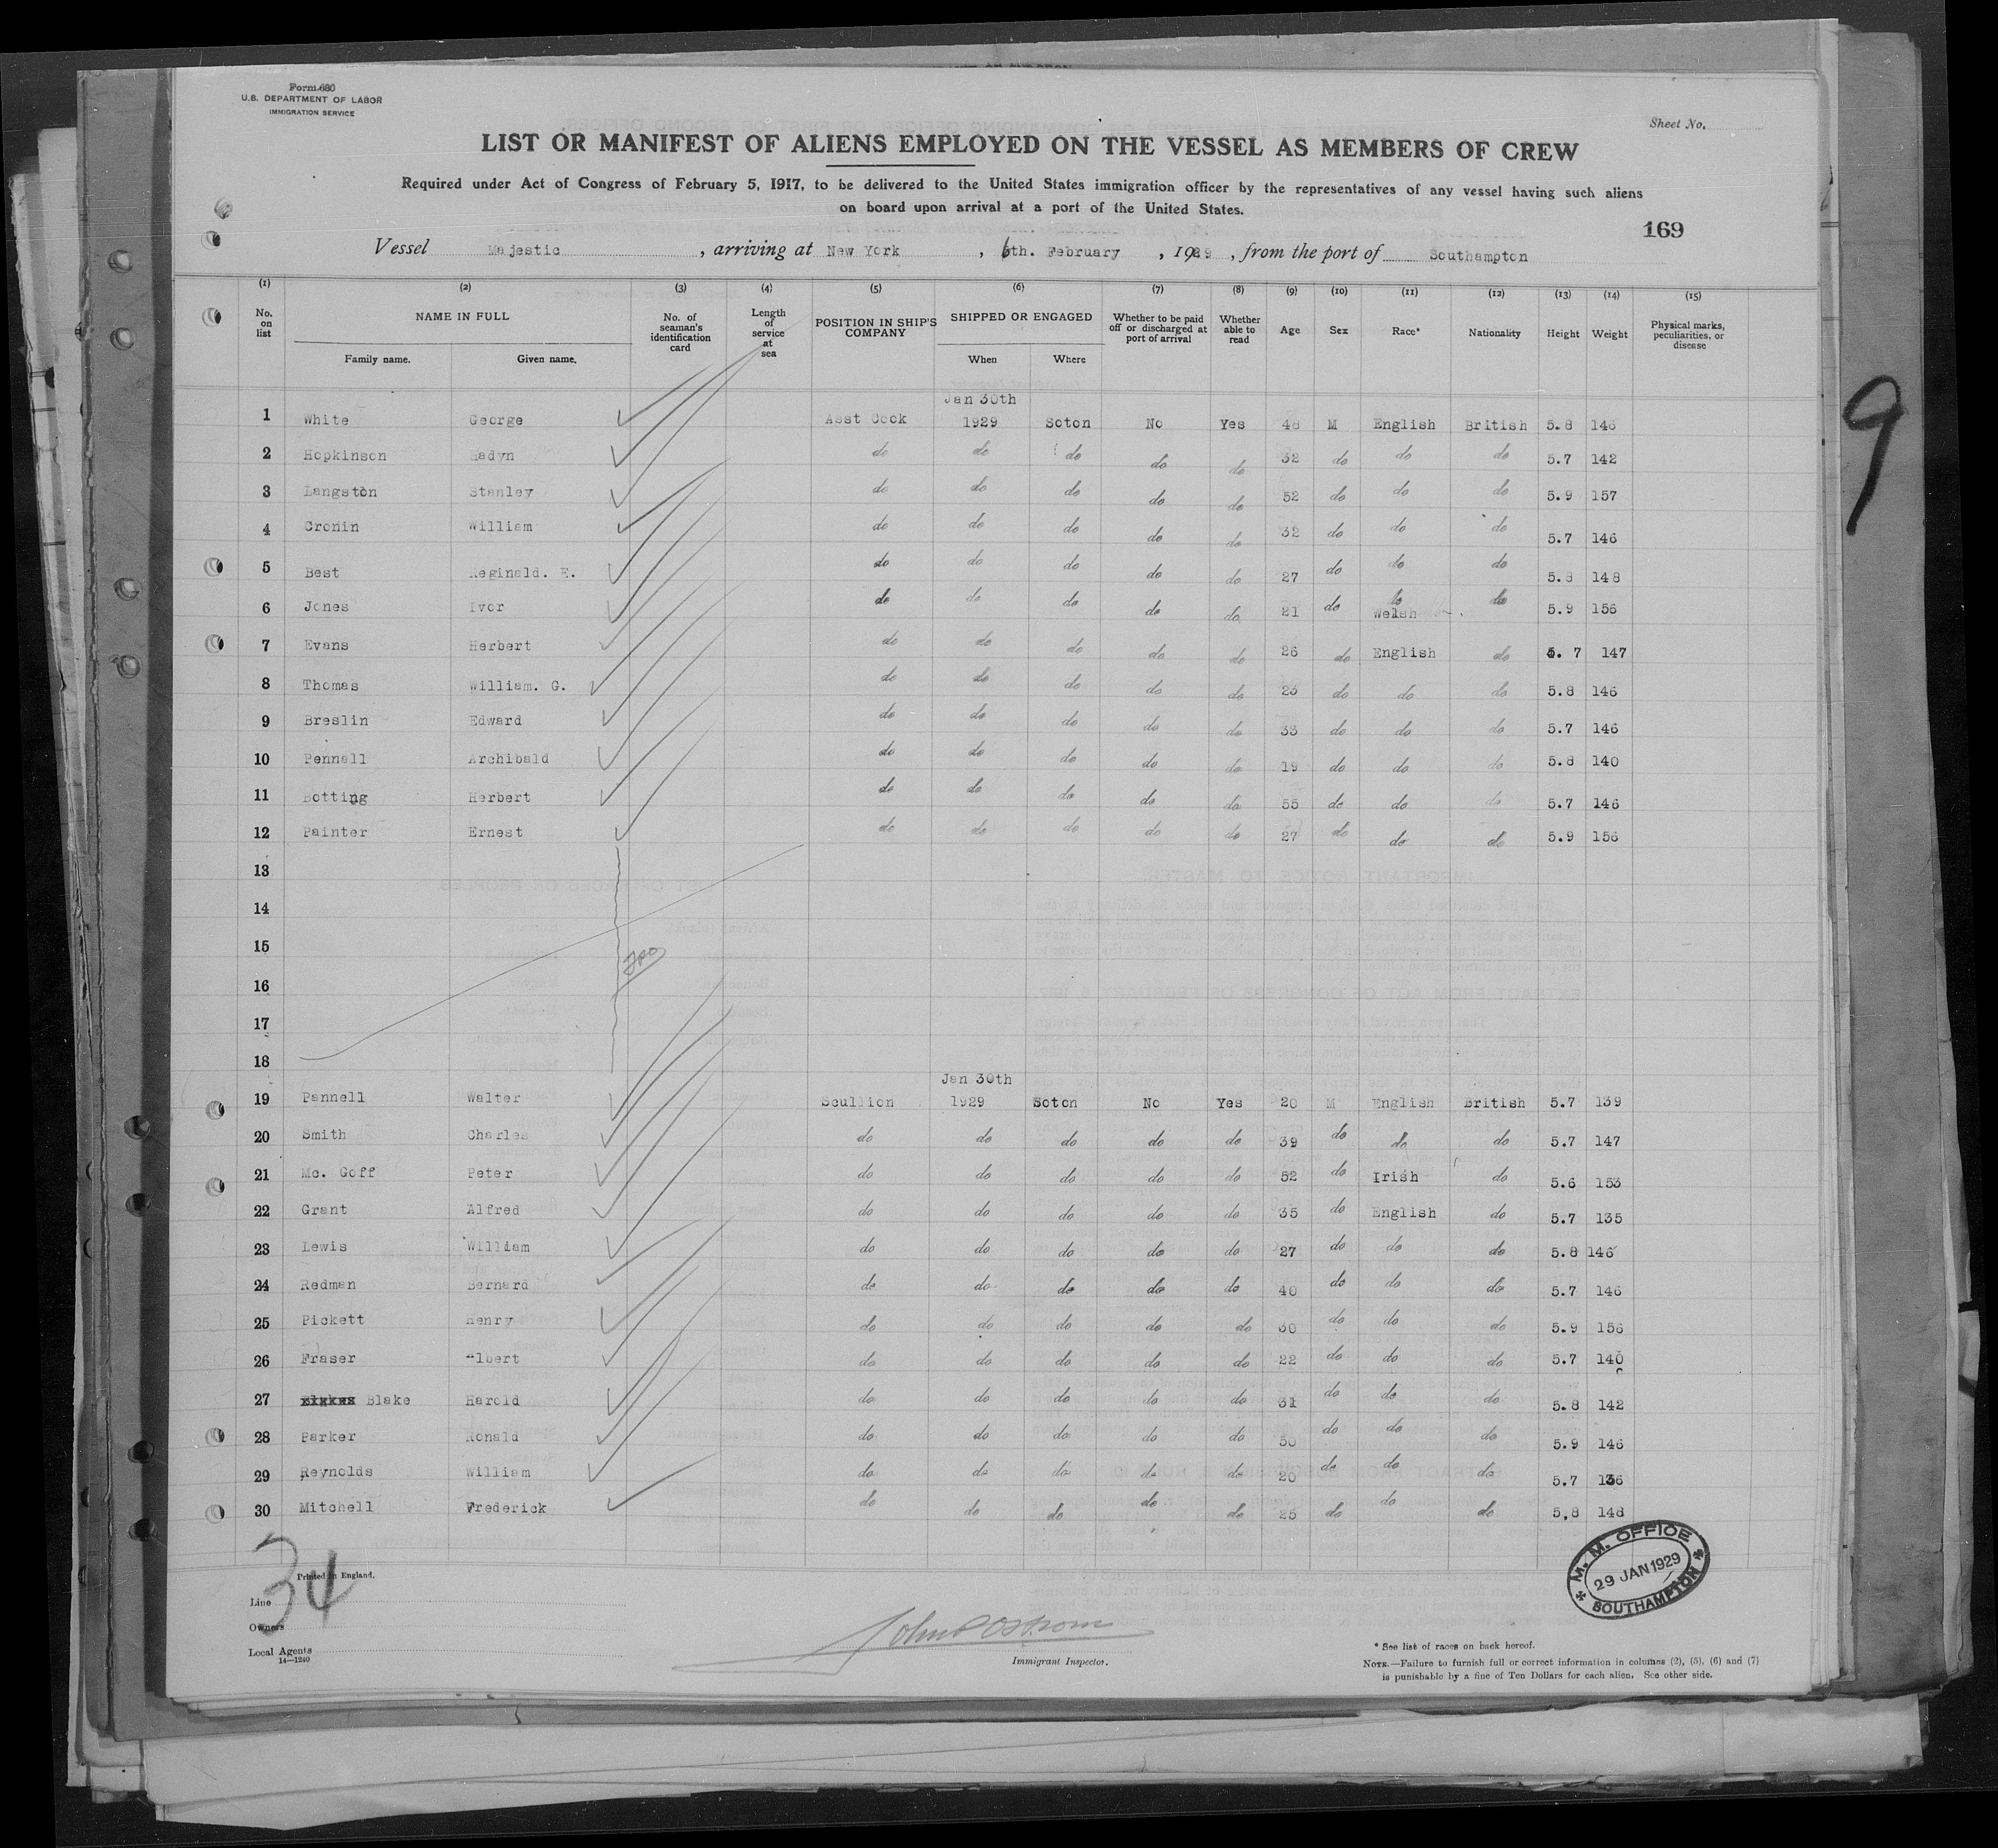 Form 680
U.S. DEPARTMENT OF LABOR
IMMIGRATION SERVICE
Sheet No.
LIST OR MANIFEST OF ALIENS EMPLOYED ON THE VESSEL AS MEMBERS OF CREW
Required under Act of Congress of February 5, 1917, to be delivered to the United States immigration officer by the representatives of any vessel having such aliens
on board upon arrival at a port of the United States.
169
Vessel Majestic , arriving at New York , 6th. February , 1929 , from the port of Southampton
(1) (2) (3) (4) (5) (6) (7) (8) (9) (10) (11) (12) (13) (14) (15)
No. on list NAME IN FULL Family name. Given name. No. of seaman's identification card Length of service at sea POSITION IN SHIP'S COMPANY SHIPPED OR ENGAGED When Where Whether to be paid off or discharged at port of arrival Whether able to read Age Sex Race* Nationality Height Weight Physical marks, peculiarities, or disease
Jan 30th
1 White George Asst Cook 1929 Soton No Yes 48 M English British 5.8 146
2 Hopkinson Hadyn do do do do do 32 do do do 5.7 142
3 Langston Stanley do do do do do 52 do do do 5.9 157
4 Cronin William do do do do do 32 do do do 5.7 146
5 Best Reginald. E. do do do do do 27 do do do 5.8 148
6 Jones Ivor do do do do do 21 do Welsh do 5.9 156
7 Evans Herbert do do do do do 26 do English do 5.7 147
8 Thomas William. G. do do do do do 23 do do do 5.8 146
9 Breslin Edward do do do do do 33 do do do 5.7 146
10 Pennell Archibald do do do do do 19 do do do 5.8 140
11 Botting Herbert do do do do do 55 do do do 5.7 146
12 Painter Ernest do do do do do 27 do do do 5.9 156
13
14
15
16
17
18
Jan 30th
19 Pannell Walter Scullion 1929 Soton No Yes 20 M English British 5.7 139
20 Smith Charles do do do do do 39 do do do 5.7 147
21 Mc. Goff Peter do do do do do 52 do Irish do 5.6 153
22 Grant Alfred do do do do do 35 do English do 5.7 135
23 Lewis William do do do do do 27 do do do 5.8 146
24 Redman Bernard do do do do do 40 do do do 5.7 146
25 Pickett Henry do do do do do 30 do do do 5.9 156
26 Fraser Albert do do do do do 22 do do do 5.7 140
27 Blake Harold do do do do do 31 do do do 5.8 142
28 Parker Ronald do do do do do 50 do do do 5.9 146
29 Reynolds William do do do do do 20 do do do 5.7 136
30 Mitchell Frederick do do do do do 25 do do do 5,8 148
9
34
Printed in England.
Line
Owners
Local Agents
14—1240
John P Ostrom
Immigrant Inspector.
M. M. OFFICE
29 JAN 1929
SOUTHAMPTON
* See list of races on back hereof.
NOTE.—Failure to furnish full or correct information in columns (2), (5), (6) and (7)
is punishable by a fine of Ten Dollars for each alien. See other side.